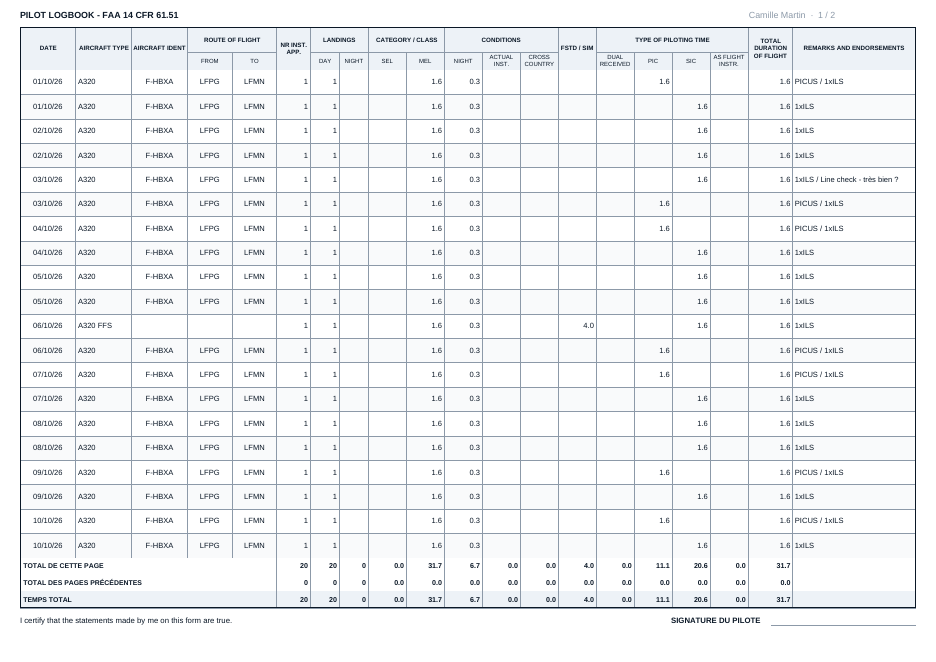 PILOT LOGBOOK - FAA 14 CFR 61.51 Camille Martin · 1 / 2
DATE AIRCRAFT TYPE AIRCRAFT IDENT ROUTE OF FLIGHT NR INST. APP. LANDINGS CATEGORY / CLASS CONDITIONS FSTD / SIM TYPE OF PILOTING TIME TOTAL DURATION OF FLIGHT REMARKS AND ENDORSEMENTS
FROM TO DAY NIGHT SEL MEL NIGHT ACTUAL INST. CROSS COUNTRY DUAL RECEIVED PIC SIC AS FLIGHT INSTR.
01/10/26 A320 F-HBXA LFPG LFMN 1 1 1.6 0.3 1.6 1.6 PICUS / 1xILS
01/10/26 A320 F-HBXA LFPG LFMN 1 1 1.6 0.3 1.6 1.6 1xILS
02/10/26 A320 F-HBXA LFPG LFMN 1 1 1.6 0.3 1.6 1.6 1xILS
02/10/26 A320 F-HBXA LFPG LFMN 1 1 1.6 0.3 1.6 1.6 1xILS
03/10/26 A320 F-HBXA LFPG LFMN 1 1 1.6 0.3 1.6 1.6 1xILS / Line check - très bien ?
03/10/26 A320 F-HBXA LFPG LFMN 1 1 1.6 0.3 1.6 1.6 PICUS / 1xILS
04/10/26 A320 F-HBXA LFPG LFMN 1 1 1.6 0.3 1.6 1.6 PICUS / 1xILS
04/10/26 A320 F-HBXA LFPG LFMN 1 1 1.6 0.3 1.6 1.6 1xILS
05/10/26 A320 F-HBXA LFPG LFMN 1 1 1.6 0.3 1.6 1.6 1xILS
05/10/26 A320 F-HBXA LFPG LFMN 1 1 1.6 0.3 1.6 1.6 1xILS
06/10/26 A320 FFS 1 1 1.6 0.3 4.0 1.6 1.6 1xILS
06/10/26 A320 F-HBXA LFPG LFMN 1 1 1.6 0.3 1.6 1.6 PICUS / 1xILS
07/10/26 A320 F-HBXA LFPG LFMN 1 1 1.6 0.3 1.6 1.6 PICUS / 1xILS
07/10/26 A320 F-HBXA LFPG LFMN 1 1 1.6 0.3 1.6 1.6 1xILS
08/10/26 A320 F-HBXA LFPG LFMN 1 1 1.6 0.3 1.6 1.6 1xILS
08/10/26 A320 F-HBXA LFPG LFMN 1 1 1.6 0.3 1.6 1.6 1xILS
09/10/26 A320 F-HBXA LFPG LFMN 1 1 1.6 0.3 1.6 1.6 PICUS / 1xILS
09/10/26 A320 F-HBXA LFPG LFMN 1 1 1.6 0.3 1.6 1.6 1xILS
10/10/26 A320 F-HBXA LFPG LFMN 1 1 1.6 0.3 1.6 1.6 PICUS / 1xILS
10/10/26 A320 F-HBXA LFPG LFMN 1 1 1.6 0.3 1.6 1.6 1xILS
TOTAL DE CETTE PAGE 20 20 0 0.0 31.7 6.7 0.0 0.0 4.0 0.0 11.1 20.6 0.0 31.7
TOTAL DES PAGES PRÉCÉDENTES 0 0 0 0.0 0.0 0.0 0.0 0.0 0.0 0.0 0.0 0.0 0.0 0.0
TEMPS TOTAL 20 20 0 0.0 31.7 6.7 0.0 0.0 4.0 0.0 11.1 20.6 0.0 31.7
I certify that the statements made by me on this form are true. SIGNATURE DU PILOTE